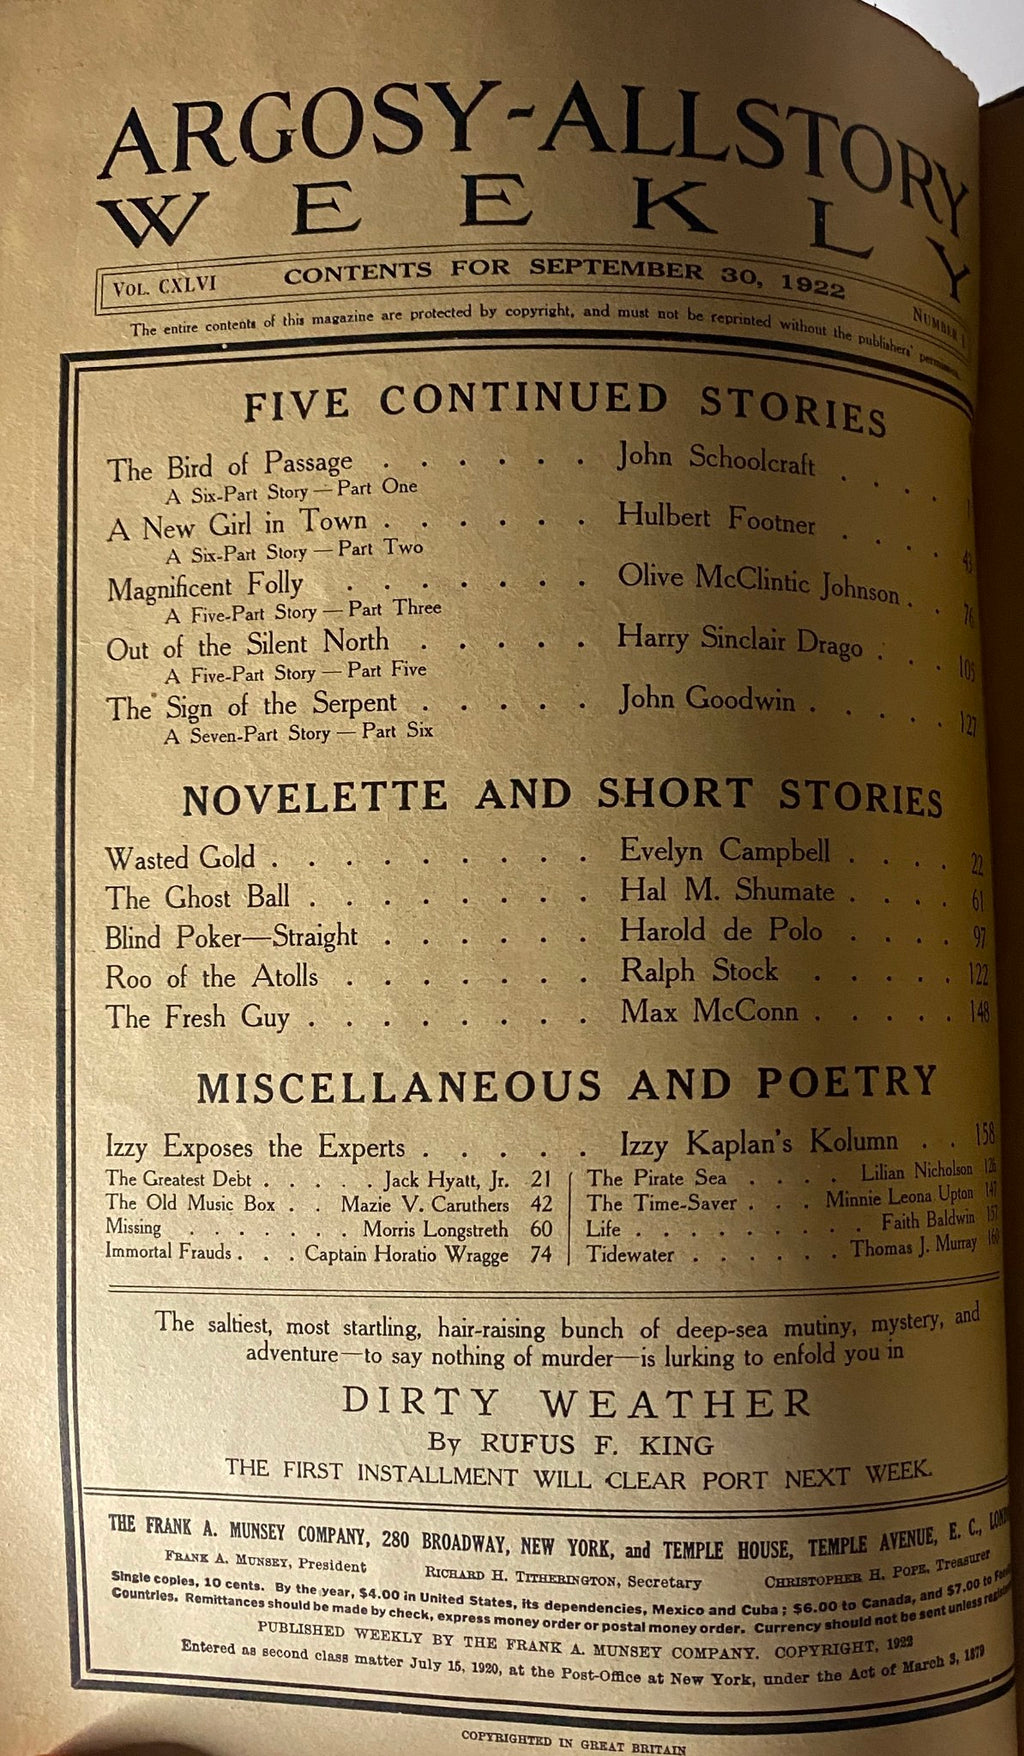 ARGOSY-ALLSTORY
WEEKLY
VOL. CXLVI CONTENTS FOR SEPTEMBER 30, 1922 NUMBER 1
The entire contents of this magazine are protected by copyright, and must not be reprinted without the publishers' permission.
FIVE CONTINUED STORIES
The Bird of Passage . . . . . . John Schoolcraft . . . . 1
A Six-Part Story — Part One
A New Girl in Town . . . . . . Hulbert Footner . . . . 43
A Six-Part Story — Part Two
Magnificent Folly . . . . . . . Olive McClintic Johnson . . 76
A Five-Part Story — Part Three
Out of the Silent North . . . . . Harry Sinclair Drago . . . 105
A Five-Part Story — Part Five
The Sign of the Serpent . . . . . John Goodwin . . . . . 127
A Seven-Part Story — Part Six
NOVELETTE AND SHORT STORIES
Wasted Gold . . . . . . . . . Evelyn Campbell . . . . 22
The Ghost Ball . . . . . . . . Hal M. Shumate . . . . 61
Blind Poker—Straight . . . . . . Harold de Polo . . . . 97
Roo of the Atolls . . . . . . . Ralph Stock . . . . . 122
The Fresh Guy . . . . . . . . Max McConn . . . . . 148
MISCELLANEOUS AND POETRY
Izzy Exposes the Experts . . . . . Izzy Kaplan's Kolumn . . 158
The Greatest Debt . . . . . Jack Hyatt, Jr. 21
The Old Music Box . . Mazie V. Caruthers 42
Missing . . . . . . . Morris Longstreth 60
Immortal Frauds . . . Captain Horatio Wragge 74
The Pirate Sea . . . . Lilian Nicholson 126
The Time-Saver . . . Minnie Leona Upton 147
Life . . . . . . . . . Faith Baldwin 157
Tidewater . . . . . . Thomas J. Murray 160
The saltiest, most startling, hair-raising bunch of deep-sea mutiny, mystery, and
adventure—to say nothing of murder—is lurking to enfold you in
DIRTY WEATHER
By RUFUS F. KING
THE FIRST INSTALLMENT WILL CLEAR PORT NEXT WEEK.
THE FRANK A. MUNSEY COMPANY, 280 BROADWAY, NEW YORK, and TEMPLE HOUSE, TEMPLE AVENUE, E. C., LONDON
FRANK A. MUNSEY, President RICHARD H. TITHERINGTON, Secretary CHRISTOPHER H. POPE, Treasurer
Single copies, 10 cents. By the year, $4.00 in United States, its dependencies, Mexico and Cuba; $6.00 to Canada, and $7.00 to
Countries. Remittances should be made by check, express money order or postal money order. Currency should not be sent unless
PUBLISHED WEEKLY BY THE FRANK A. MUNSEY COMPANY. COPYRIGHT, 1922
Entered as second class matter July 15, 1920, at the Post-Office at New York, under the Act of March 3, 1879
COPYRIGHTED IN GREAT BRITAIN